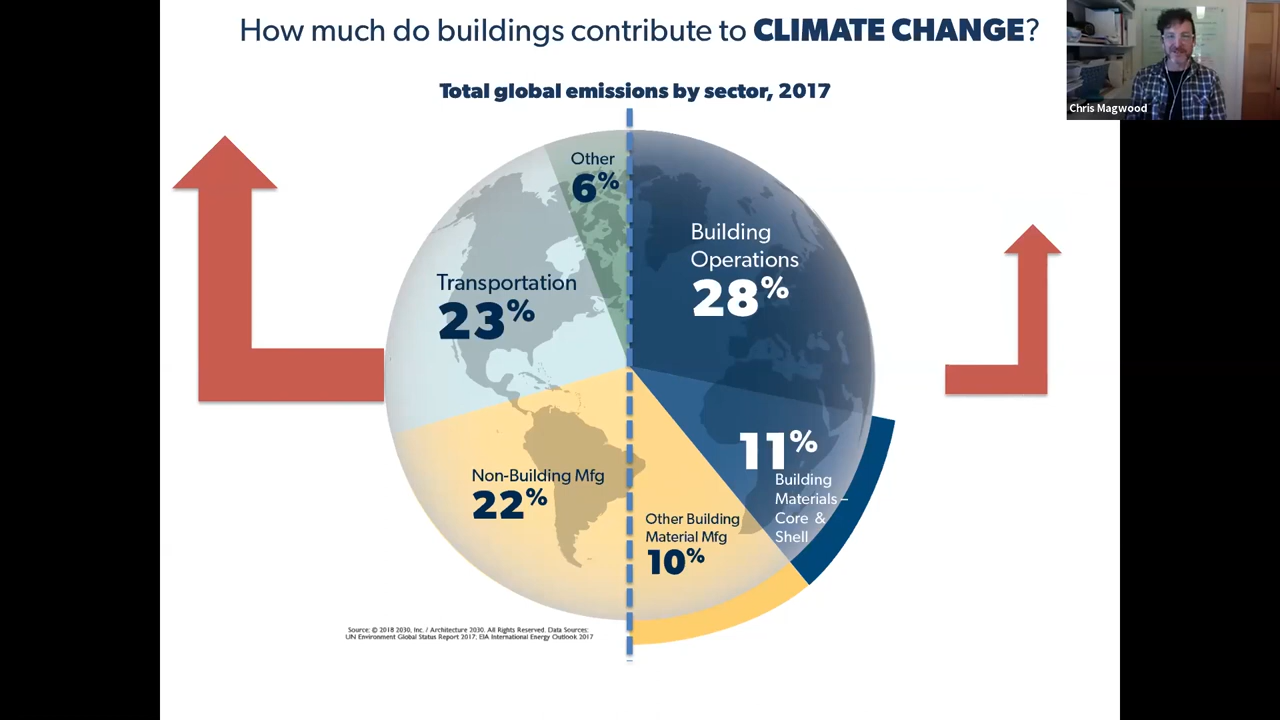 How much do buildings contribute to CLIMATE CHANGE?
Chris Magwood
Total global emissions by sector, 2017
Other
6%
Building
Operations
28%
Transportation
23%
11%
Building
Materials –
Core &
Shell
Non-Building Mfg
22%
Other Building
Material Mfg
10%
Source: © 2018 2030, Inc. / Architecture 2030. All Rights Reserved. Data Sources:
UN Environment Global Status Report 2017; EIA International Energy Outlook 2017